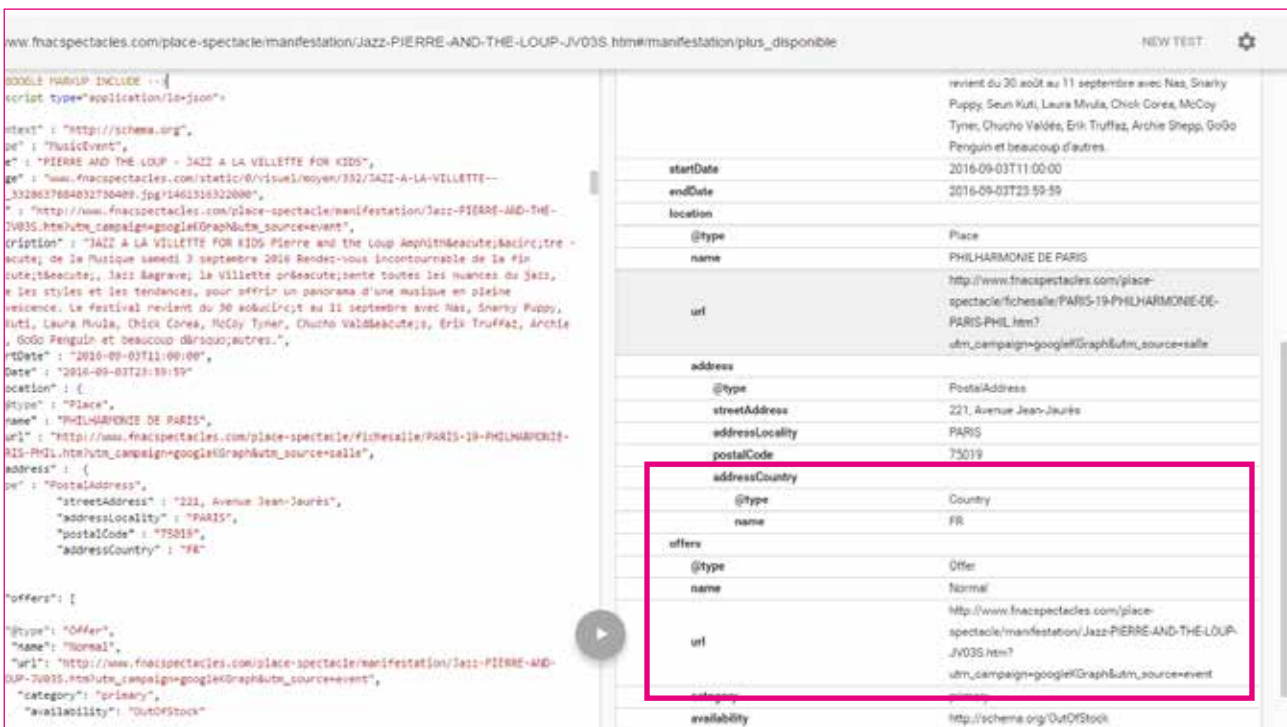 ww.fnacspectacles.com/place-spectacle/manifestation/Jazz-PIERRE-AND-THE-LOUP-JV03S.htm#/manifestation/plus_disponible
NEW TEST
OOGLE MARKUP INCLUDE --
script type="application/ld+json">
ntext" : "http://schema.org",
pe" : "MusicEvent",
e" : "PIERRE AND THE LOUP - JAZZ A LA VILLETTE FOR KIDS",
ge" : "www.fnacspectacles.com/static/0/visuel/moyen/332/JAZZ-A-LA-VILLETTE--
_3328637884032730409.jpg?1461316322000",
" : "http://www.fnacspectacles.com/place-spectacle/manifestation/Jazz-PIERRE-AND-THE-
JV03S.htm?utm_campaign=googleKGraph&utm_source=event",
cription" : "JAZZ A LA VILLETTE FOR KIDS Pierre and the Loup Amphith&eacute;&acirc;tre -
acute; de la Musique samedi 3 septembre 2016 Rendez-vous incontournable de la fin
cute;t&eacute;, Jazz &agrave; la Villette pr&eacute;sente toutes les nuances du jazz,
e les styles et les tendances, pour offrir un panorama d'une musique en pleine
vescence. Le festival revient du 30 ao&ucirc;t au 11 septembre avec Nas, Snarky Puppy,
Kuti, Laura Mvula, Chick Corea, McCoy Tyner, Chucho Vald&eacute;s, Erik Truffaz, Archie
, GoGo Penguin et beaucoup d&rsquo;autres.",
rtDate" : "2016-09-03T11:00:00",
Date" : "2016-09-03T23:59:59"
ocation" : {
@type" : "Place",
name" : "PHILHARMONIE DE PARIS",
url" : "http://www.fnacspectacles.com/place-spectacle/fichesalle/PARIS-19-PHILHARMONIE-
RIS-PHIL.htm?utm_campaign=googleKGraph&utm_source=salle",
address" : {
pe" : "PostalAddress",
"streetAddress" : "221, Avenue Jean-Jaurès",
"addressLocality" : "PARIS",
"postalCode" : "75019",
"addressCountry" : "FR"
"offers": [
"@type": "Offer",
"name": "Normal",
"url": "http://www.fnacspectacles.com/place-spectacle/manifestation/Jazz-PIERRE-AND-
OUP-JV03S.htm?utm_campaign=googleKGraph&utm_source=event",
"category": "primary",
"availability": "OutOfStock"
revient du 30 août au 11 septembre avec Nas, Snarky
Puppy, Seun Kuti, Laura Mvula, Chick Corea, McCoy
Tyner, Chucho Valdés, Erik Truffaz, Archie Shepp, GoGo
Penguin et beaucoup d'autres.
startDate 2016-09-03T11:00:00
endDate 2016-09-03T23:59:59
location
@type Place
name PHILHARMONIE DE PARIS
url http://www.fnacspectacles.com/place-
spectacle/fichesalle/PARIS-19-PHILHARMONIE-DE-
PARIS-PHIL.htm?
utm_campaign=googleKGraph&utm_source=salle
address
@type PostalAddress
streetAddress 221, Avenue Jean-Jaurès
addressLocality PARIS
postalCode 75019
addressCountry
@type Country
name FR
offers
@type Offer
name Normal
url http://www.fnacspectacles.com/place-
spectacle/manifestation/Jazz-PIERRE-AND-THE-LOUP-
JV03S.htm?
utm_campaign=googleKGraph&utm_source=event
category primary
availability http://schema.org/OutOfStock